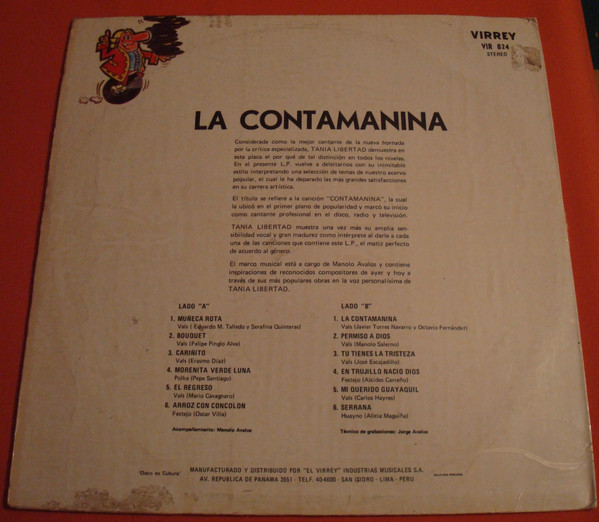 VIRREY
VIR 824
STEREO
LA CONTAMANINA
Considerada como la mejor cantante de la nueva hornada
por la crítica especializada, TANIA LIBERTAD demuestra en
esta placa el por qué de tal distinción en todos los niveles.
En el presente L.P. vuelve a deleitarnos con su inimitable
estilo interpretando una selección de temas de nuestro acervo
popular, el cual le ha deparado las más grandes satisfacciones
en su carrera artística.
El título se refiere a la canción "CONTAMANINA", la cual
la ubicó en el primer plano de popularidad y marcó su inicio
como cantante profesional en el disco, radio y televisión.
TANIA LIBERTAD muestra una vez más su amplia sen-
sibilidad vocal y gran madurez como intérprete al darle a cada
una de las canciones que contiene este L.P., el matiz perfecto
de acuerdo al género.
El marco musical está a cargo de Manolo Avalos y contiene
inspiraciones de reconocidos compositores de ayer y hoy a
través de sus más populares obras en la voz personalísima de
TANIA LIBERTAD.
LADO "A"
1. MUÑECA ROTA
Vals ( Eduardo M. Talledo y Serafina Quinteras)
2. BOUQUET
Vals (Felipe Pinglo Alva)
3. CARIÑITO
Vals (Erasmo Díaz)
4. MORENITA VERDE LUNA
Polka (Pepe Santiago)
5. EL REGRESO
Vals (Mario Cavagnaro)
6. ARROZ CON CONCOLON
Festejo (Oscar Villa)
Acompañamiento: Manolo Avalos
LADO "B"
1. LA CONTAMANINA
Vals (Javier Torres Navarro y Octavio Fernández)
2. PERMISO A DIOS
Vals (Manolo Salerno)
3. TU TIENES LA TRISTEZA
Vals (José Escajadillo)
4. EN TRUJILLO NACIO DIOS
Festejo (Alcides Carreño)
5. MI QUERIDO GUAYAQUIL
Vals (Carlos Haynes)
6. SERRANA
Huayno (Alicia Maguiña)
Técnico de grabaciones: Jorge Avalos
"Disco es Cultura"
MANUFACTURADO Y DISTRIBUIDO POR "EL VIRREY" INDUSTRIAS MUSICALES S.A.
AV. REPUBLICA DE PANAMA 3551 - TELF. 40-4600 - SAN ISIDRO - LIMA - PERU